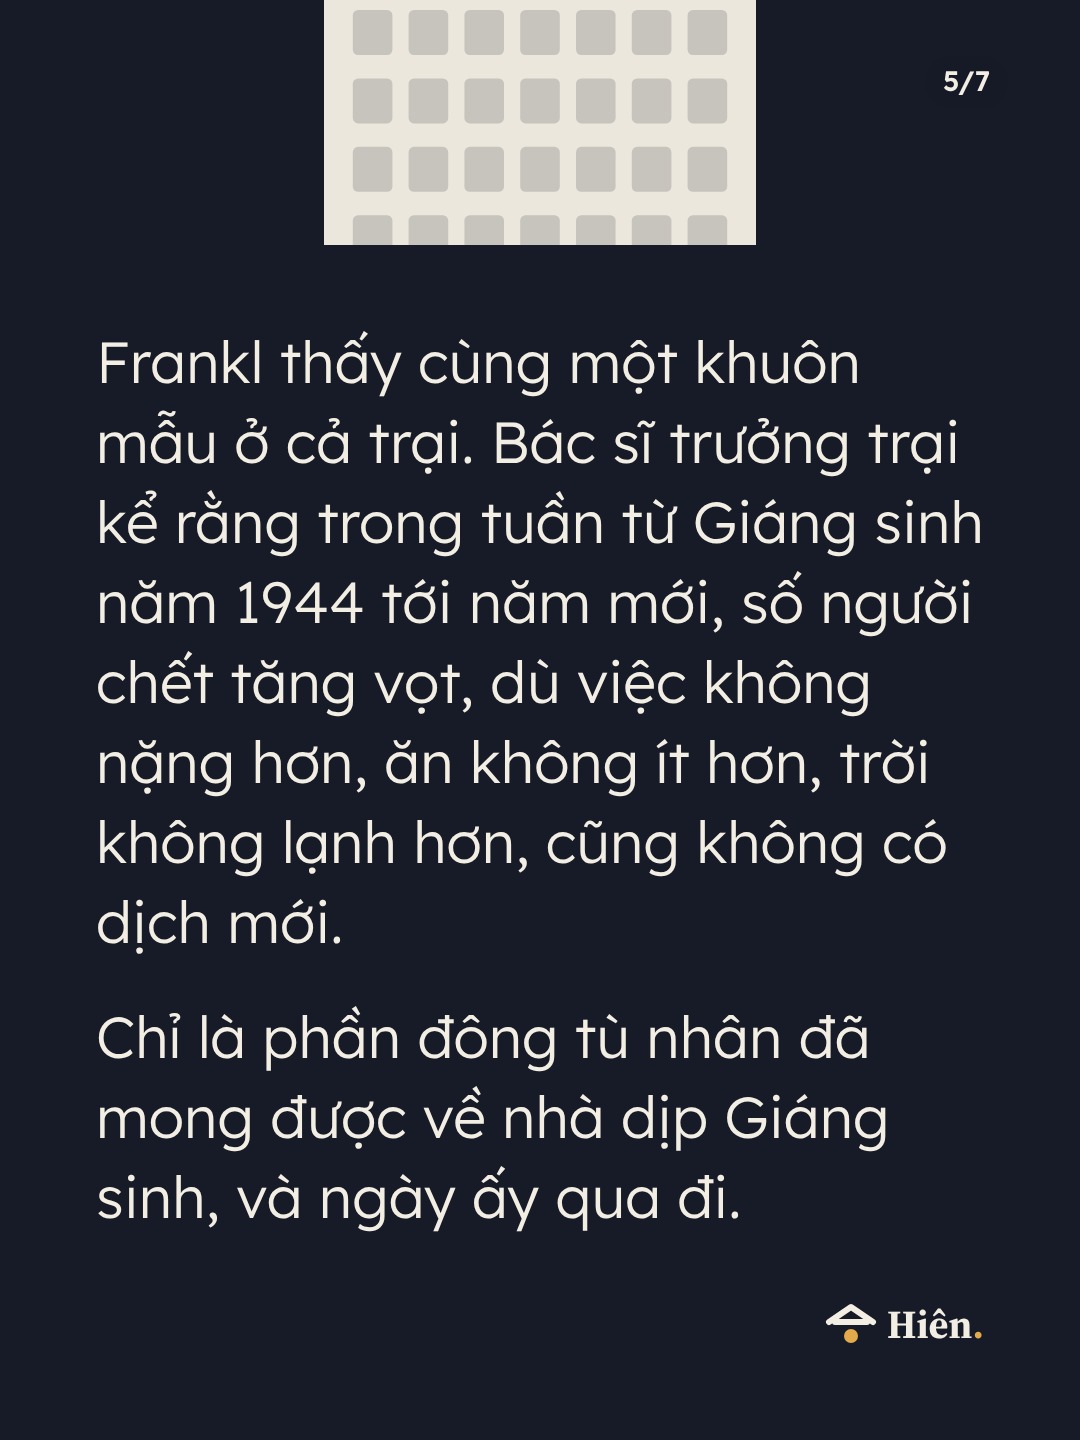 5/7
Frankl thấy cùng một khuôn
mẫu ở cả trại. Bác sĩ trưởng trại
kể rằng trong tuần từ Giáng sinh
năm 1944 tới năm mới, số người
chết tăng vọt, dù việc không
nặng hơn, ăn không ít hơn, trời
không lạnh hơn, cũng không có
dịch mới.
Chỉ là phần đông tù nhân đã
mong được về nhà dịp Giáng
sinh, và ngày ấy qua đi.
Hiên.